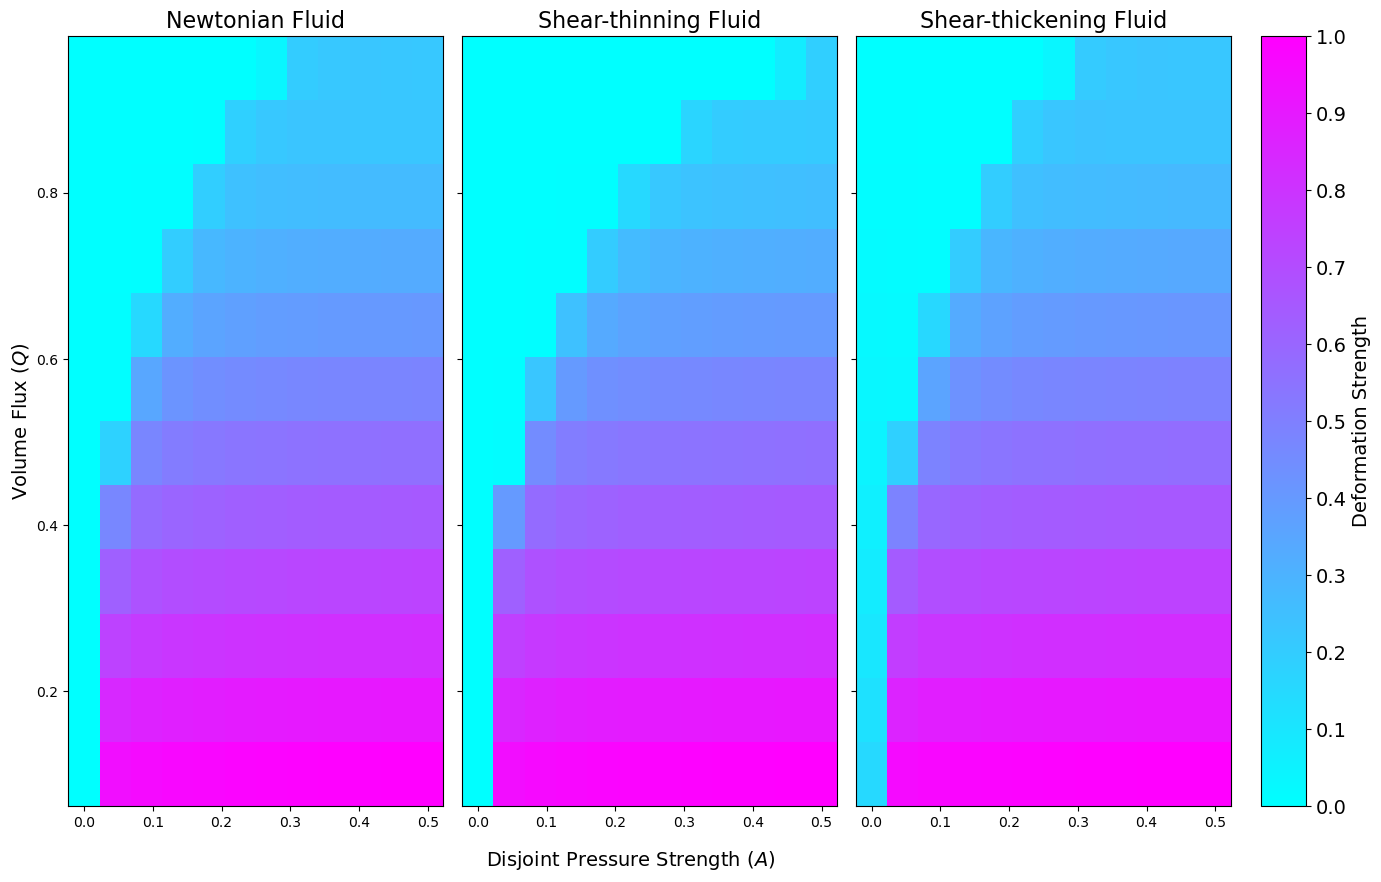 Newtonian Fluid
Shear-thinning Fluid
Shear-thickening Fluid
Volume Flux (Q)
0.8
0.6
0.4
0.2
0.0 0.1 0.2 0.3 0.4 0.5
0.0 0.1 0.2 0.3 0.4 0.5
0.0 0.1 0.2 0.3 0.4 0.5
Disjoint Pressure Strength (A)
1.0
0.9
0.8
0.7
0.6
0.5
0.4
0.3
0.2
0.1
0.0
Deformation Strength